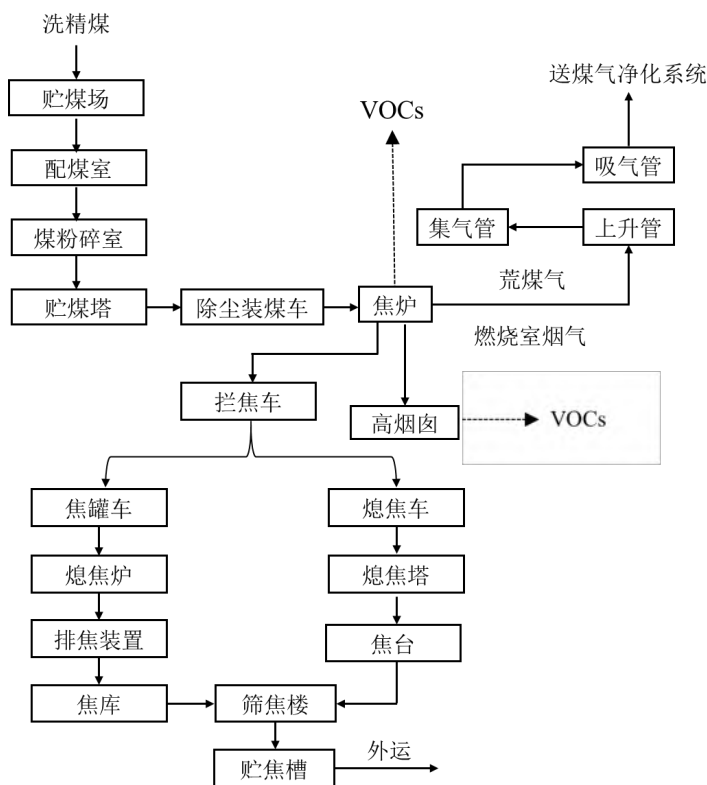 洗精煤
送煤气净化系统
贮煤场
VOCs
配煤室
吸气管
煤粉碎室
集气管
上升管
荒煤气
贮煤塔
除尘装煤车
焦炉
燃烧室烟气
拦焦车
高烟囱
VOCs
焦罐车
熄焦车
熄焦炉
熄焦塔
排焦装置
焦台
焦库
筛焦楼
贮焦槽
外运